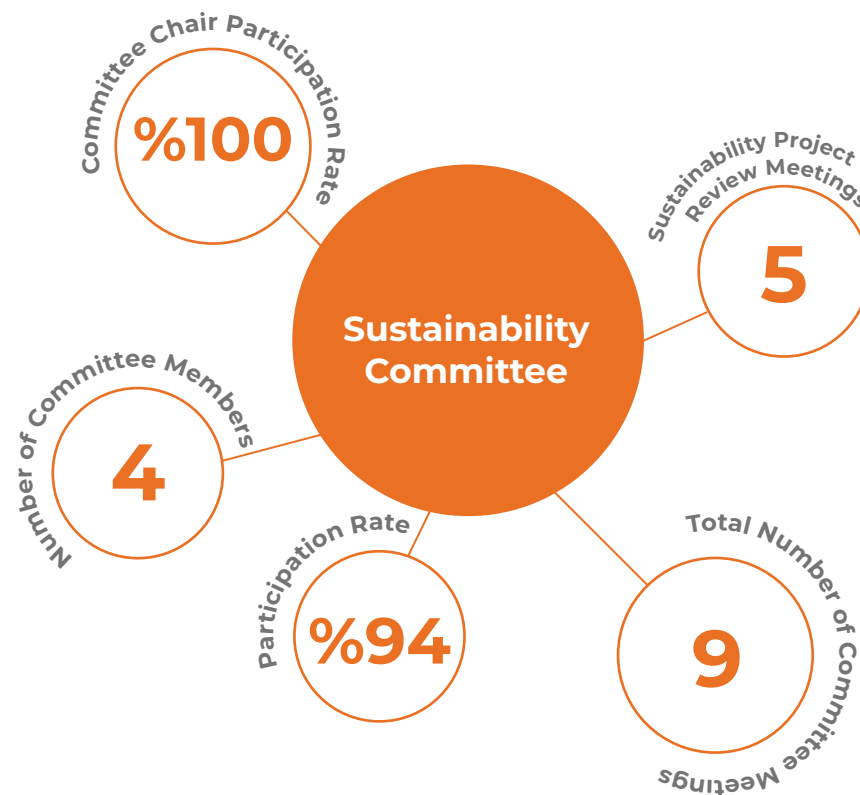 Committee Chair Participation Rate
%100
Sustainability Project
Review Meetings
5
Sustainability
Committee
Number of Committee Members
4
Participation Rate
%94
Total Number of Committee Meetings
9